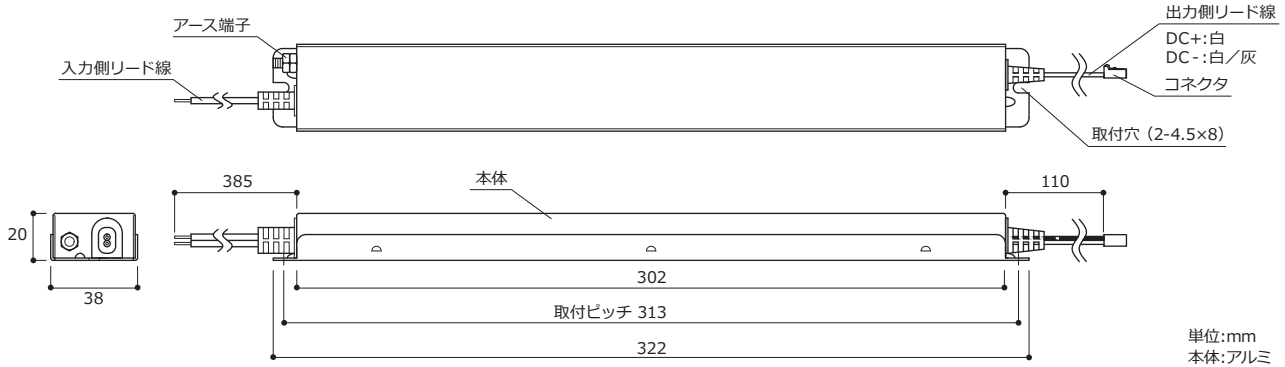 アース端子
入力側リード線
出力側リード線
DC+:白
DC-:白／灰
コネクタ
取付穴（2-4.5×8）
385
本体
110
20
38
302
取付ピッチ 313
322
単位:mm
本体:アルミ